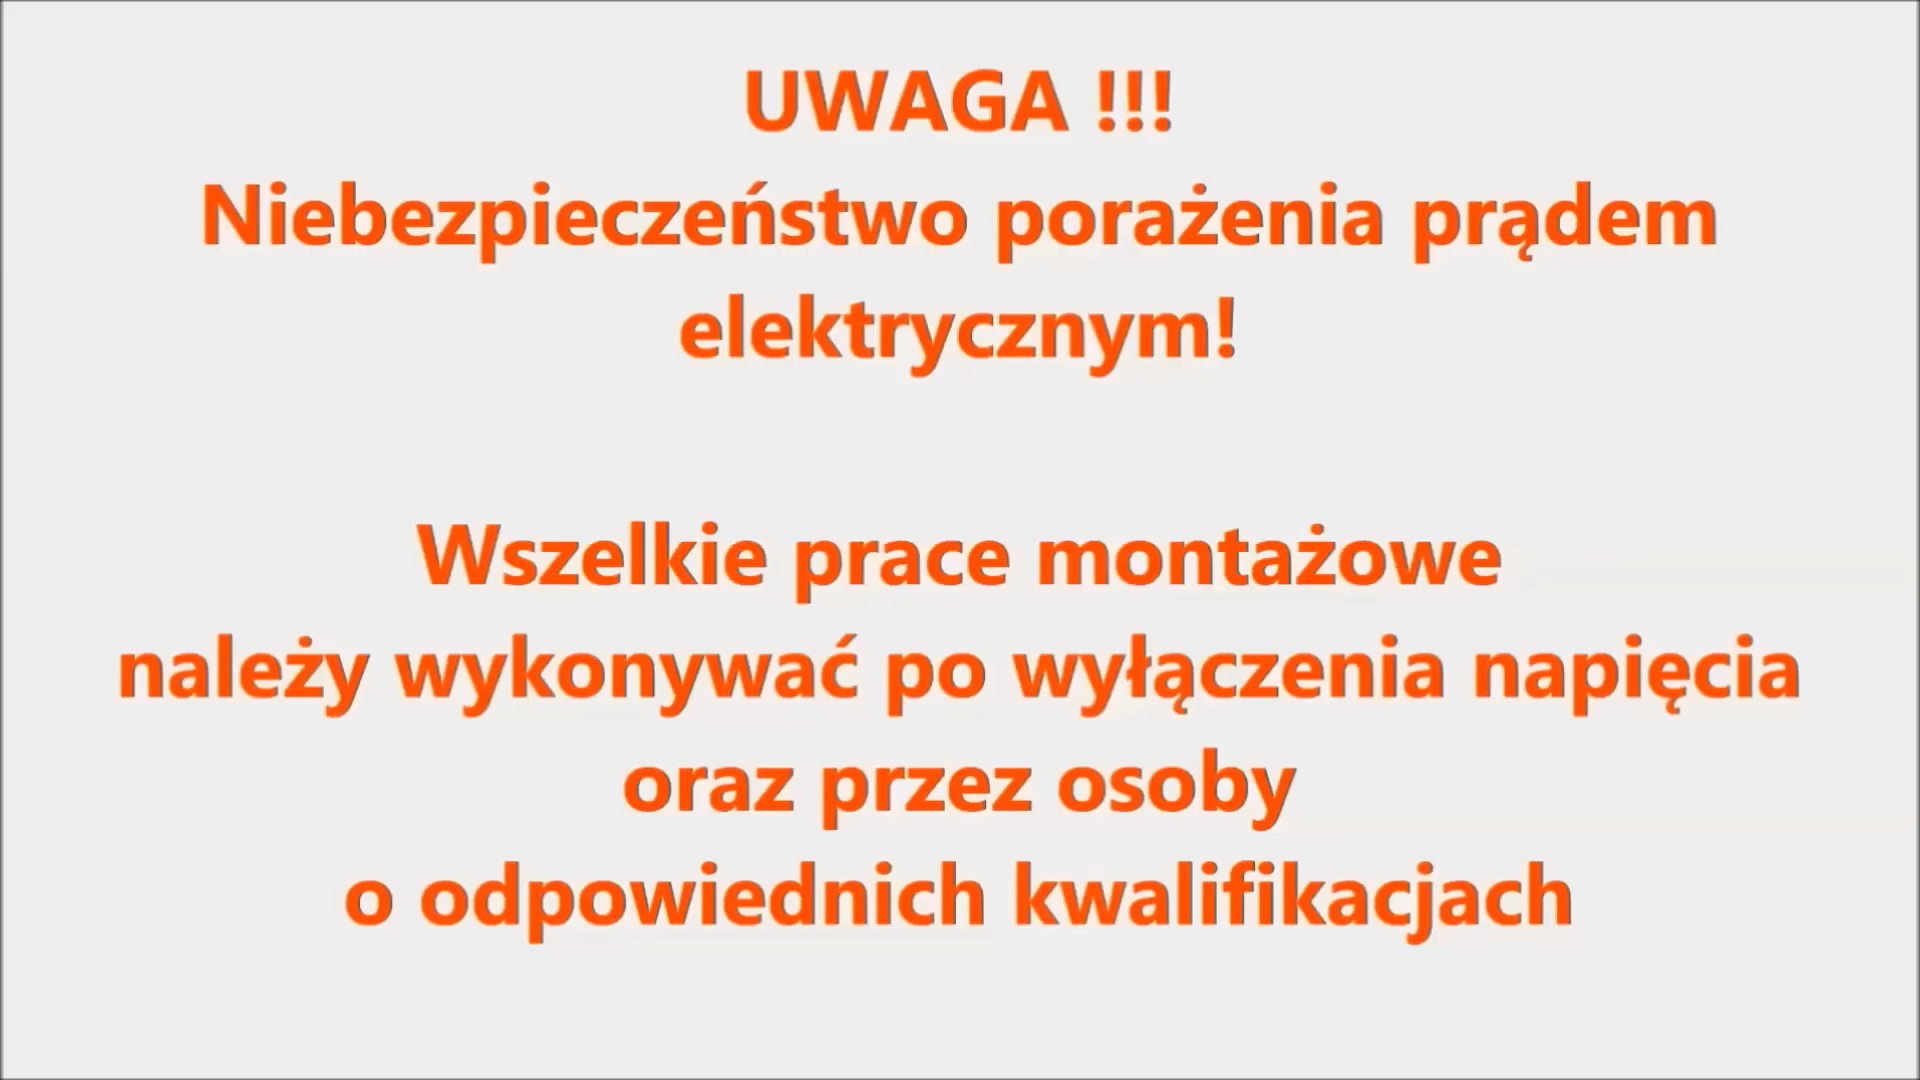 UWAGA !!!
Niebezpieczeństwo porażenia prądem
elektrycznym!
Wszelkie prace montażowe
należy wykonywać po wyłączenia napięcia
oraz przez osoby
o odpowiednich kwalifikacjach